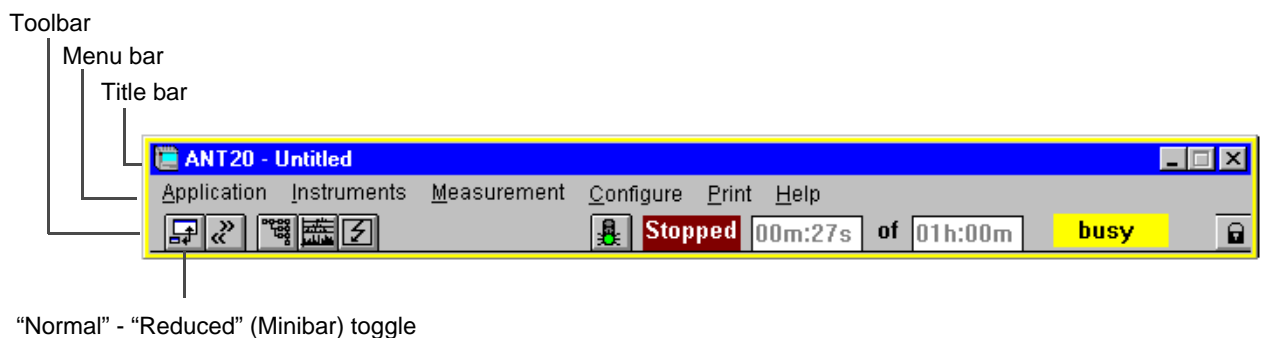 Toolbar
Menu bar
Title bar
ANT20 - Untitled
Application Instruments Measurement Configure Print Help
Stopped 00m:27s of 01h:00m busy
“Normal” - “Reduced” (Minibar) toggle